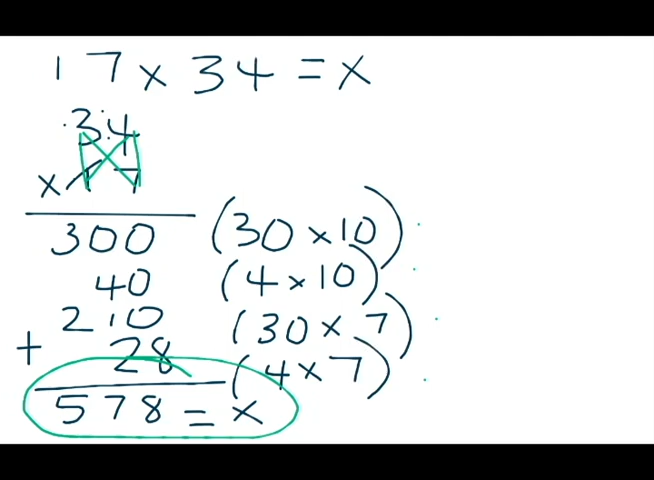 17 x 34 = x
34
x 17
300 (30 x 10)
40 (4 x 10)
210 (30 x 7)
+ 28 (4 x 7)
578 = x